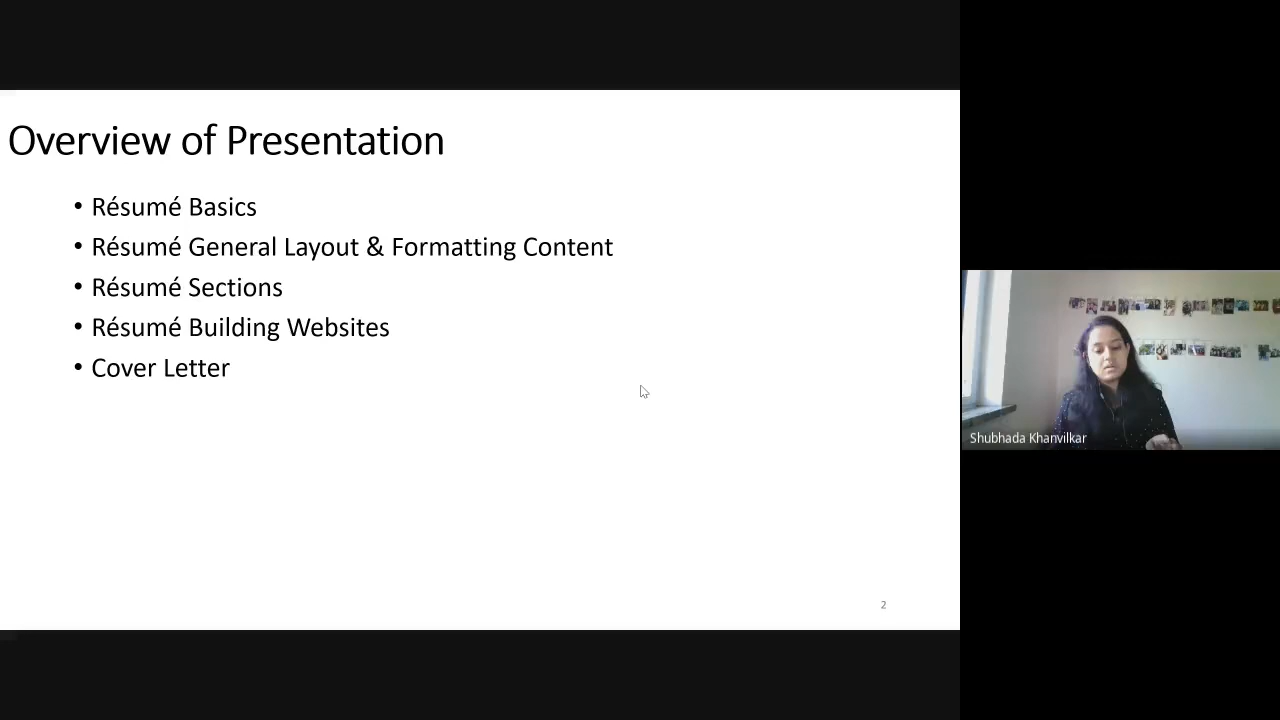 Overview of Presentation
• Résumé Basics
• Résumé General Layout & Formatting Content
• Résumé Sections
• Résumé Building Websites
• Cover Letter
Shubhada Khanvilkar
2